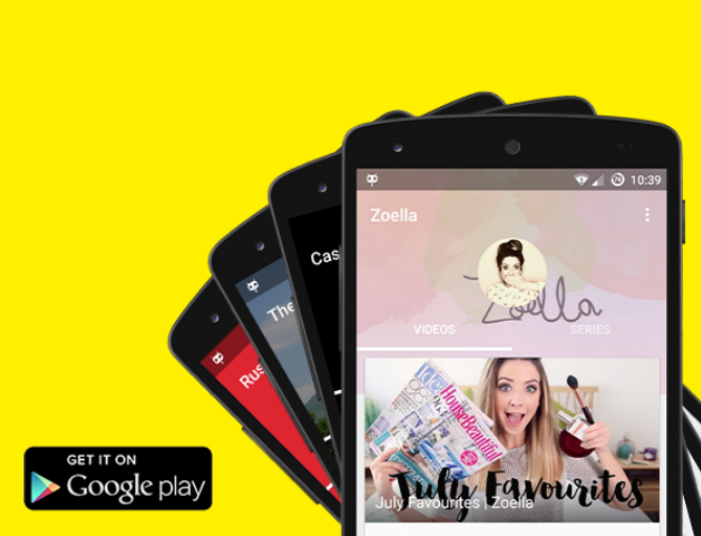 10:39
Zoella
Cas
The
Rus
Zoella
VIDEOS
SERIES
HouseBeautiful
July Favourites
July Favourites | Zoella
GET IT ON
Google play